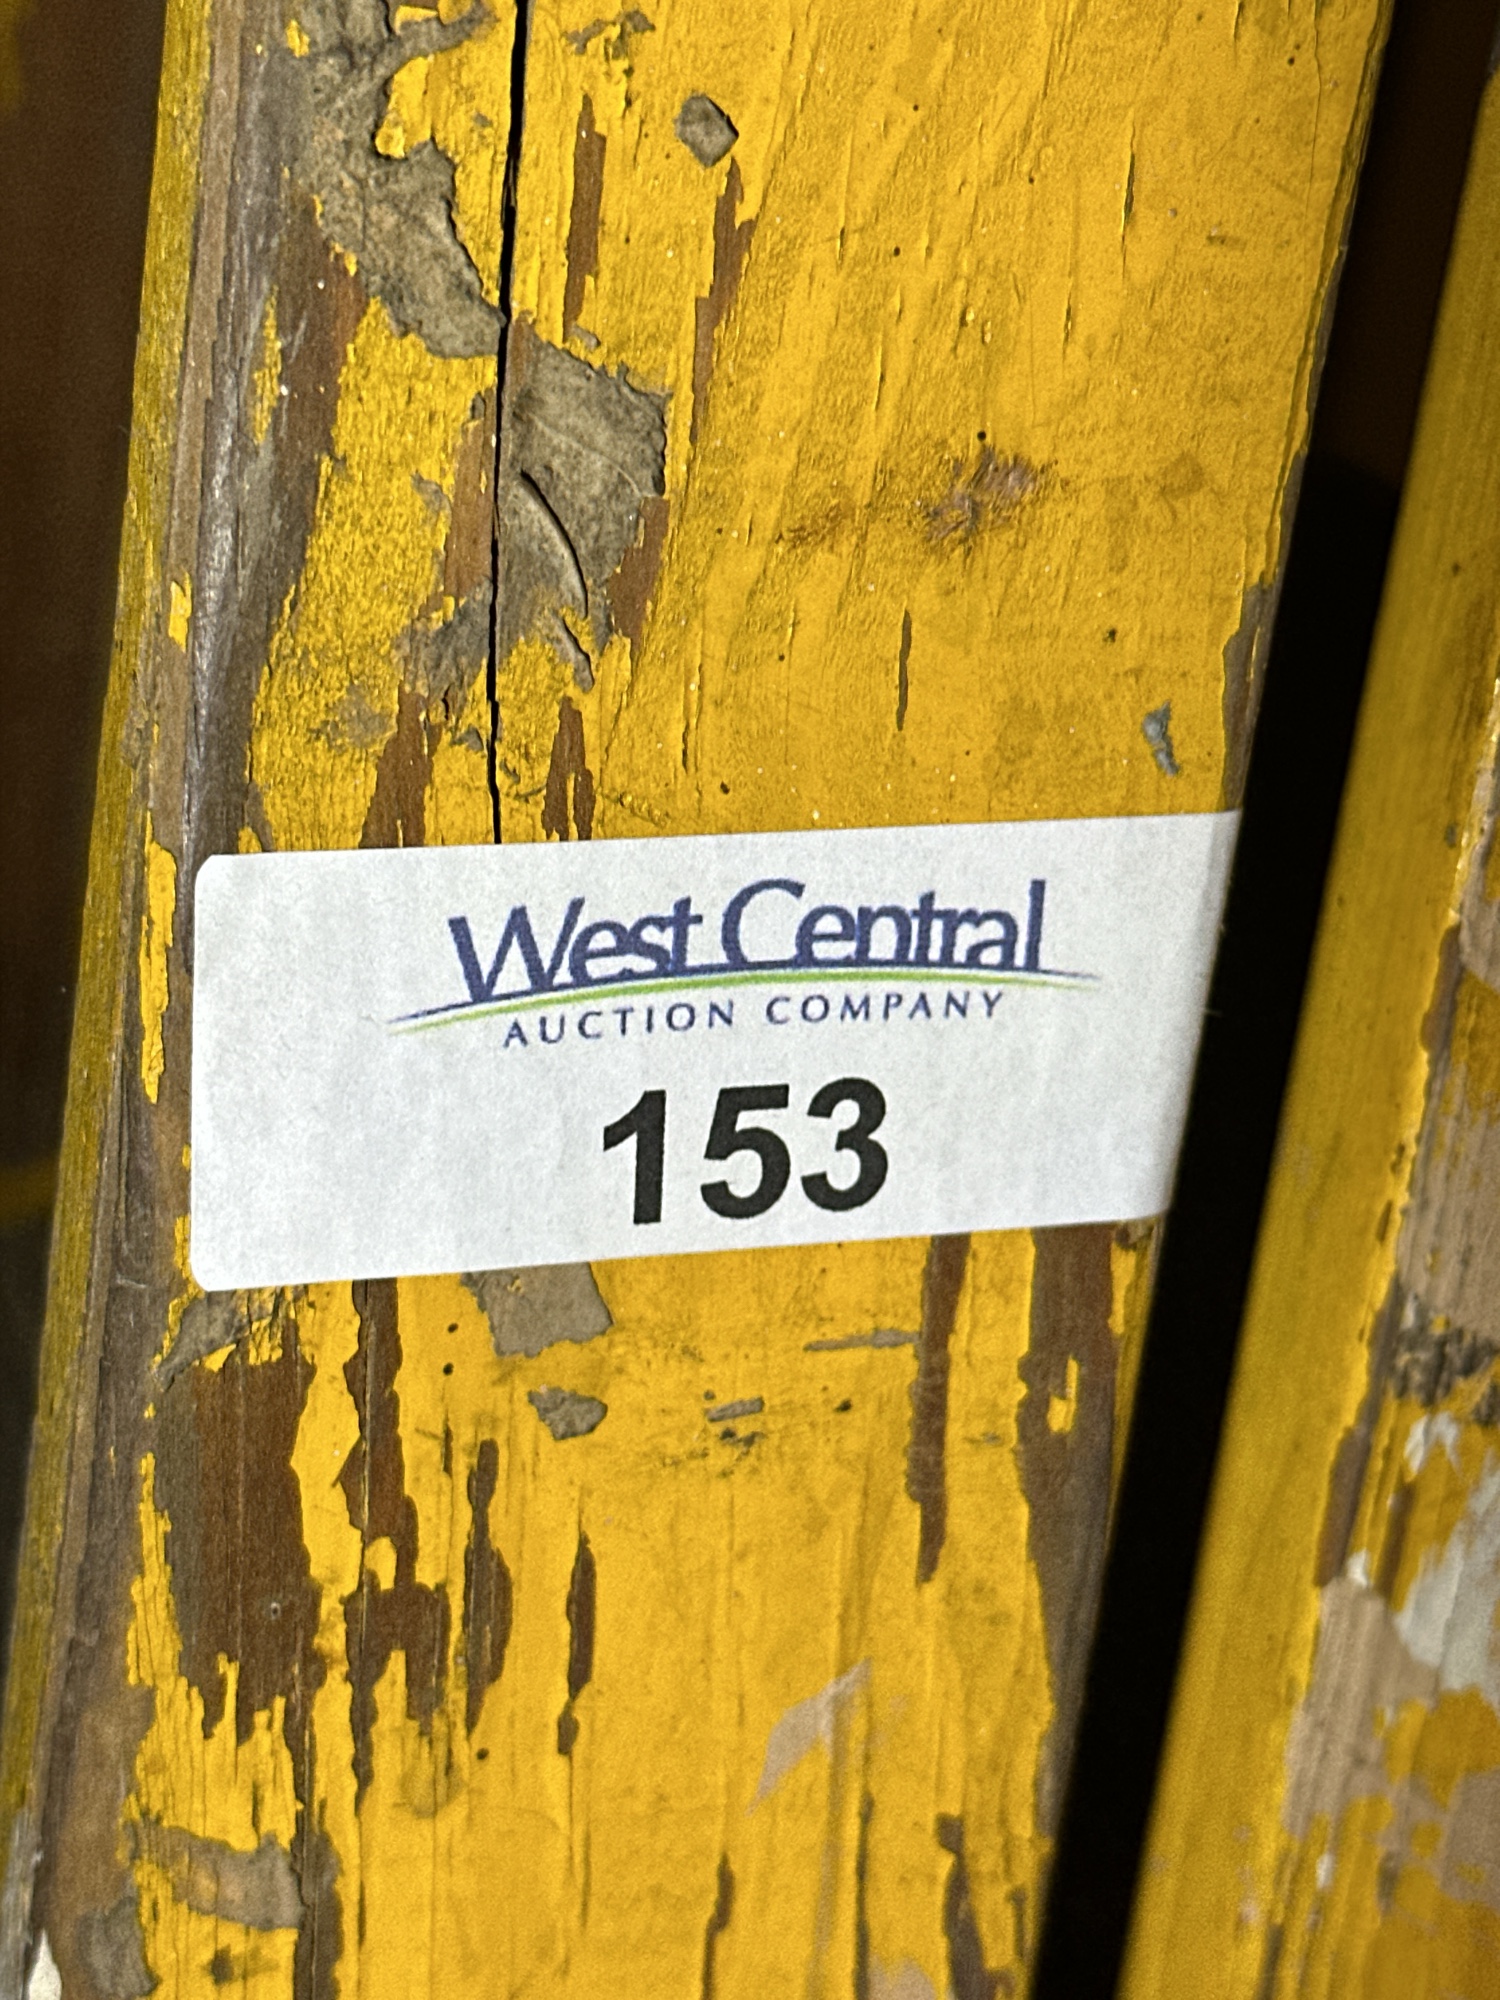 West Central
AUCTION COMPANY
153